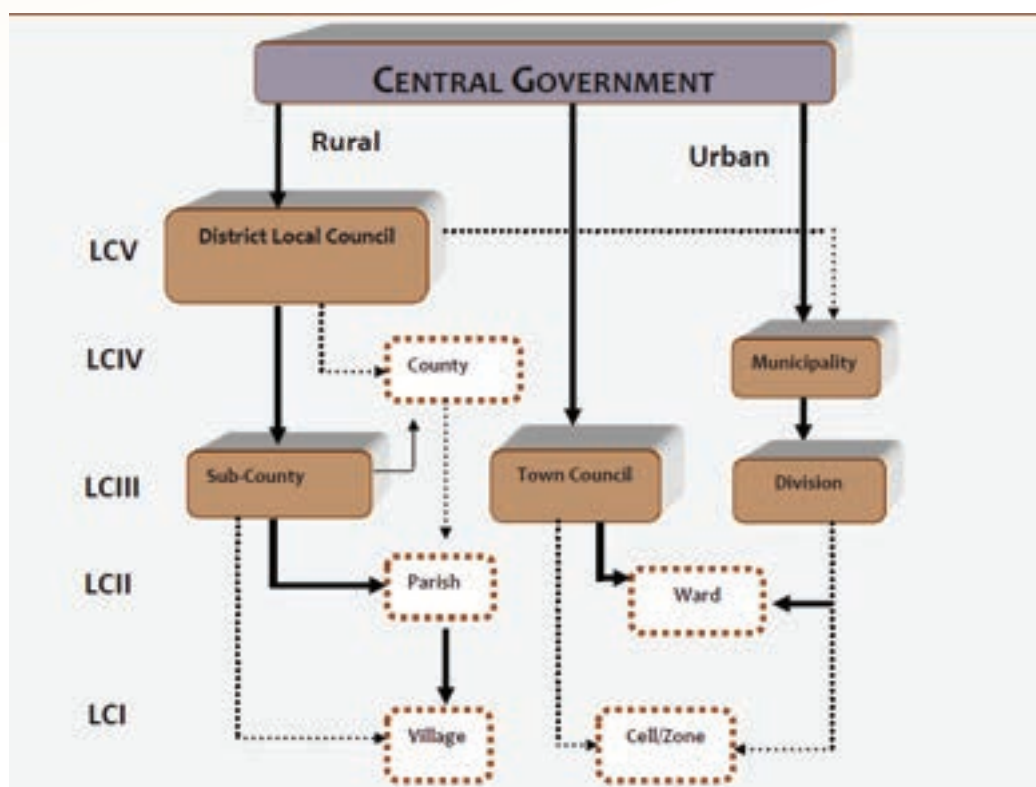 CENTRAL GOVERNMENT
Rural
Urban
LCV
District Local Council
LCIV
County
Municipality
LCIII
Sub-County
Town Council
Division
LCII
Parish
Ward
LCI
Village
Cell/Zone